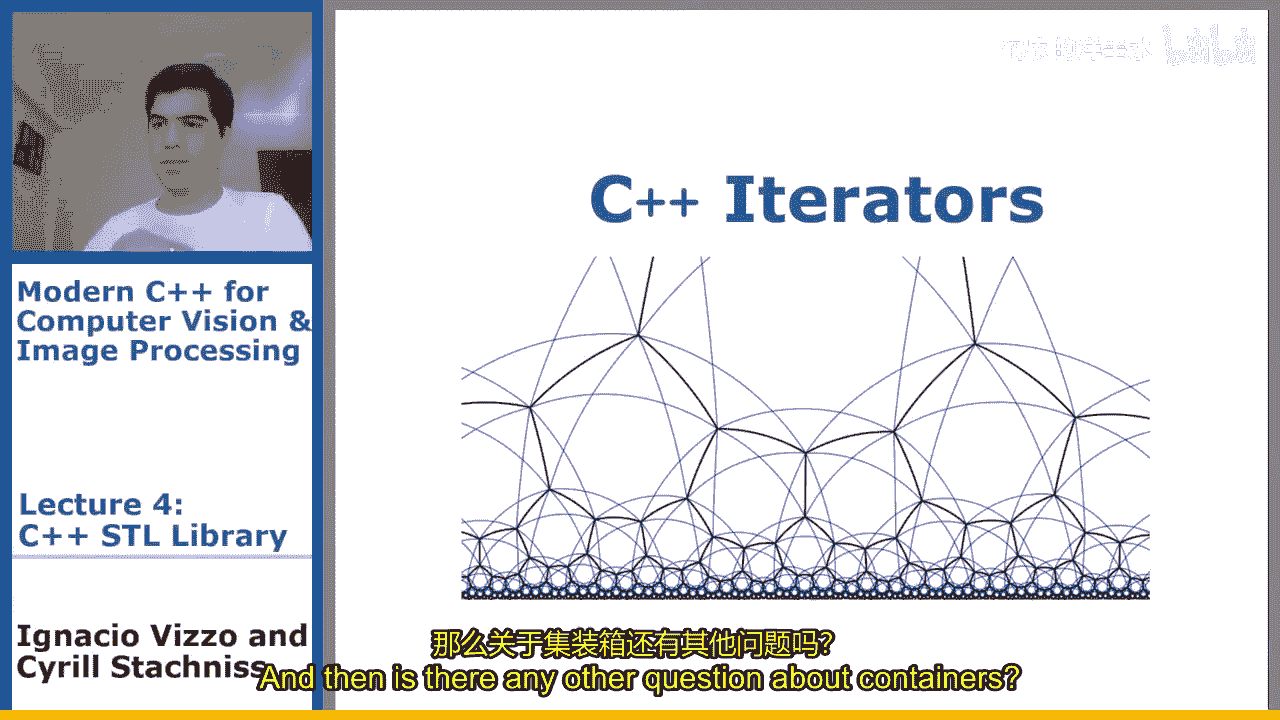 C++ Iterators
Modern C++ for
Computer Vision &
Image Processing
Lecture 4:
C++ STL Library
Ignacio Vizzo and
Cyrill Stachniss
那么关于集装箱还有其他问题吗?
And then is there any other question about containers?